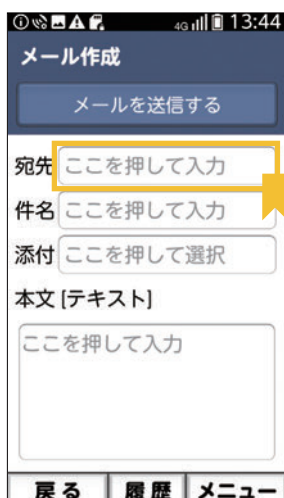 4G 13:44
メール作成
メールを送信する
宛先 ここを押して入力
件名 ここを押して入力
添付 ここを押して選択
本文 [テキスト]
ここを押して入力
戻る 履歴 メニュー